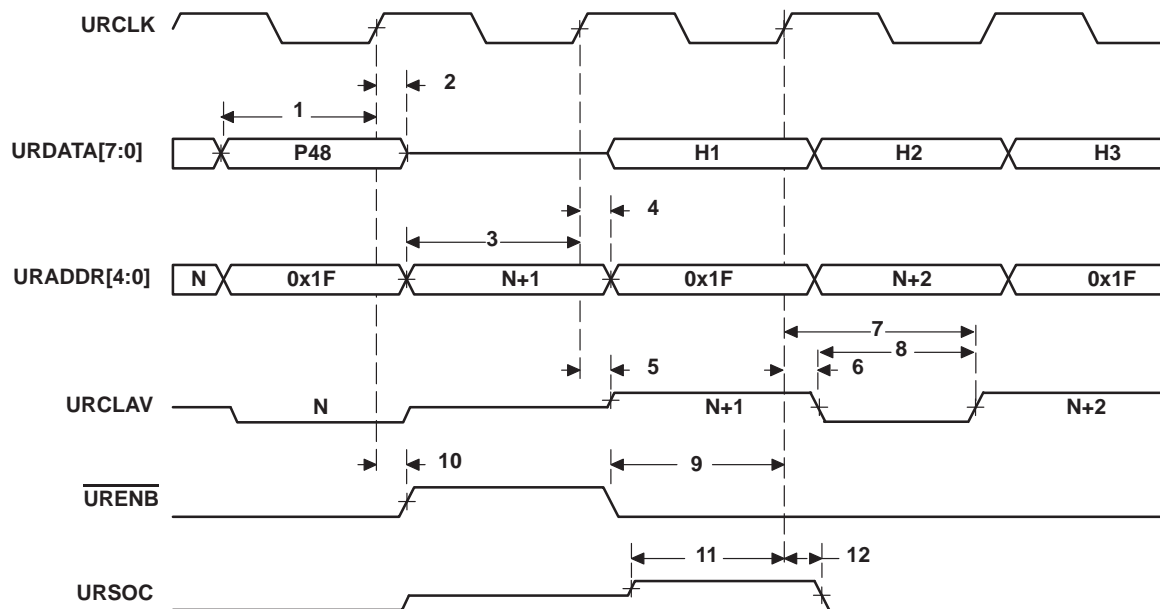 URCLK
2
1
URDATA[7:0] P48 H1 H2 H3
4
3
URADDR[4:0] N 0x1F N+1 0x1F N+2 0x1F
7
8
5 6
URCLAV N N+1 N+2
10 9
URENB
11 12
URSOC